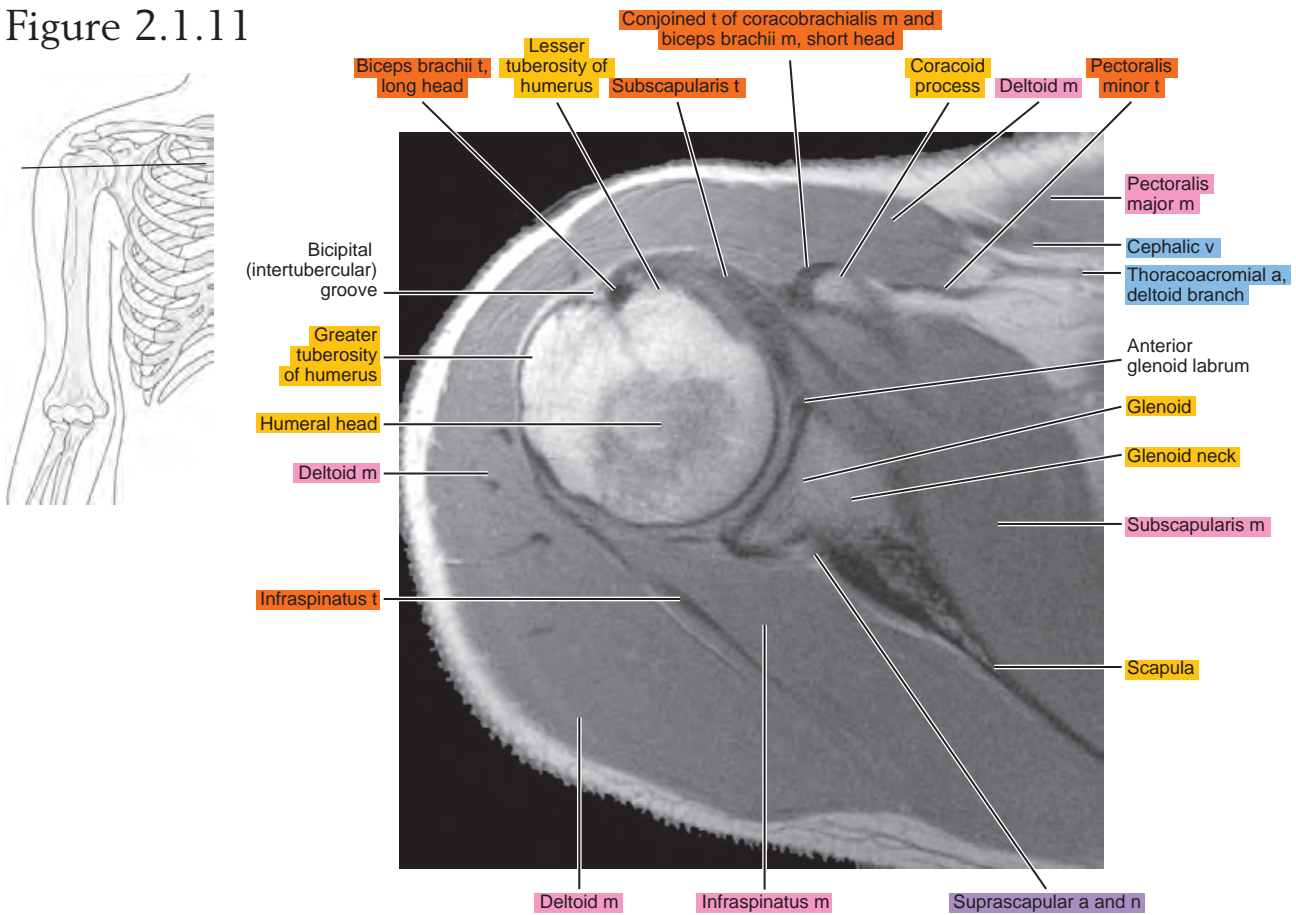 Figure 2.1.11
Conjoined t of coracobrachialis m and
biceps brachii m, short head
Lesser
tuberosity of
humerus
Biceps brachii t,
long head
Subscapularis t
Coracoid
process
Deltoid m
Pectoralis
minor t
Pectoralis
major m
Cephalic v
Thoracoacromial a,
deltoid branch
Bicipital
(intertubercular)
groove
Greater
tuberosity
of humerus
Anterior
glenoid labrum
Glenoid
Humeral head
Glenoid neck
Deltoid m
Subscapularis m
Infraspinatus t
Scapula
Deltoid m
Infraspinatus m
Suprascapular a and n